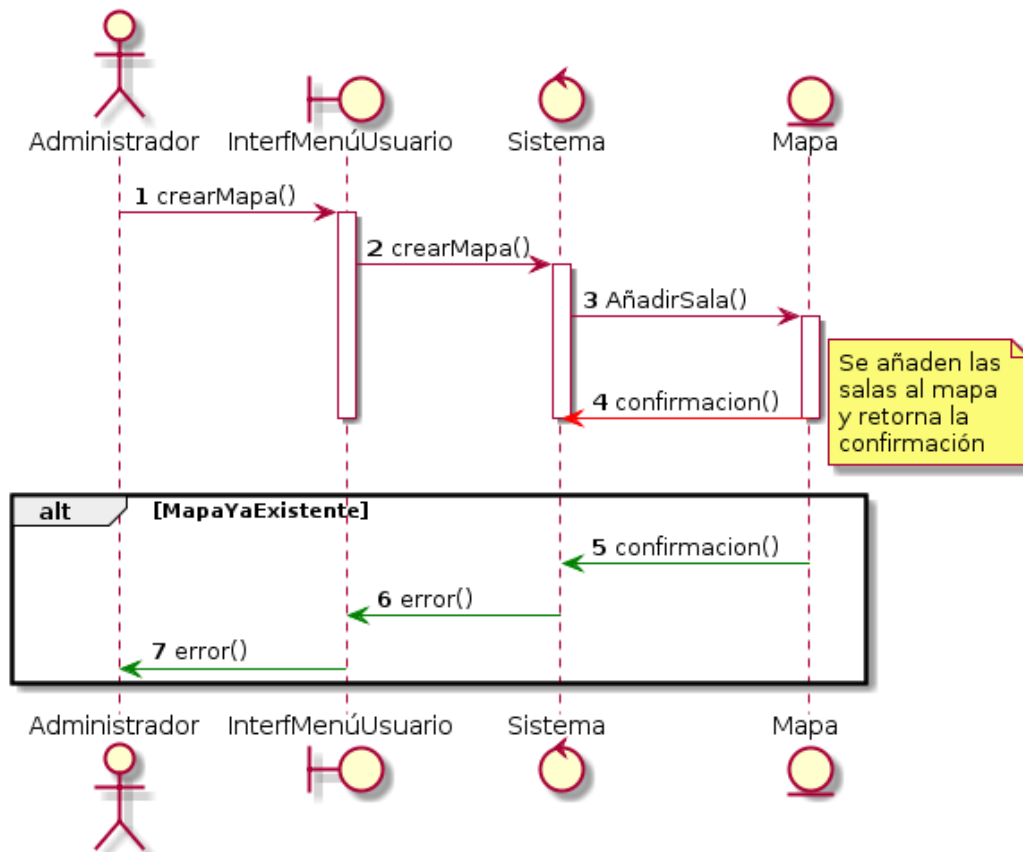 Administrador InterfMenúUsuario Sistema Mapa
1 crearMapa()
2 crearMapa()
3 AñadirSala()
Se añaden las
salas al mapa
y retorna la
confirmación
4 confirmacion()
alt [MapaYaExistente]
5 confirmacion()
6 error()
7 error()
Administrador InterfMenúUsuario Sistema Mapa